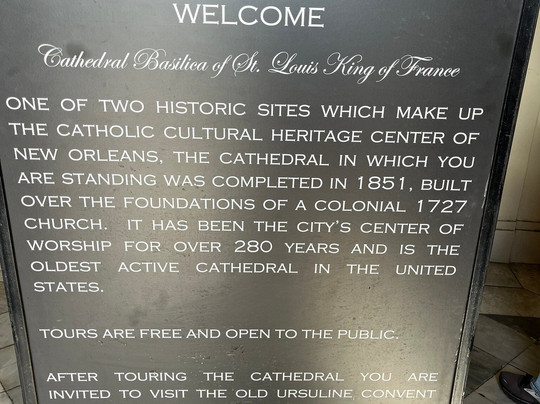 WELCOME
Cathedral Basilica of St. Louis King of France
ONE OF TWO HISTORIC SITES WHICH MAKE UP
THE CATHOLIC CULTURAL HERITAGE CENTER OF
NEW ORLEANS, THE CATHEDRAL IN WHICH YOU
ARE STANDING WAS COMPLETED IN 1851, BUILT
OVER THE FOUNDATIONS OF A COLONIAL 1727
CHURCH. IT HAS BEEN THE CITY'S CENTER OF
WORSHIP FOR OVER 280 YEARS AND IS THE
OLDEST ACTIVE CATHEDRAL IN THE UNITED
STATES.
TOURS ARE FREE AND OPEN TO THE PUBLIC.
AFTER TOURING THE CATHEDRAL YOU ARE
INVITED TO VISIT THE OLD URSULINE CONVENT